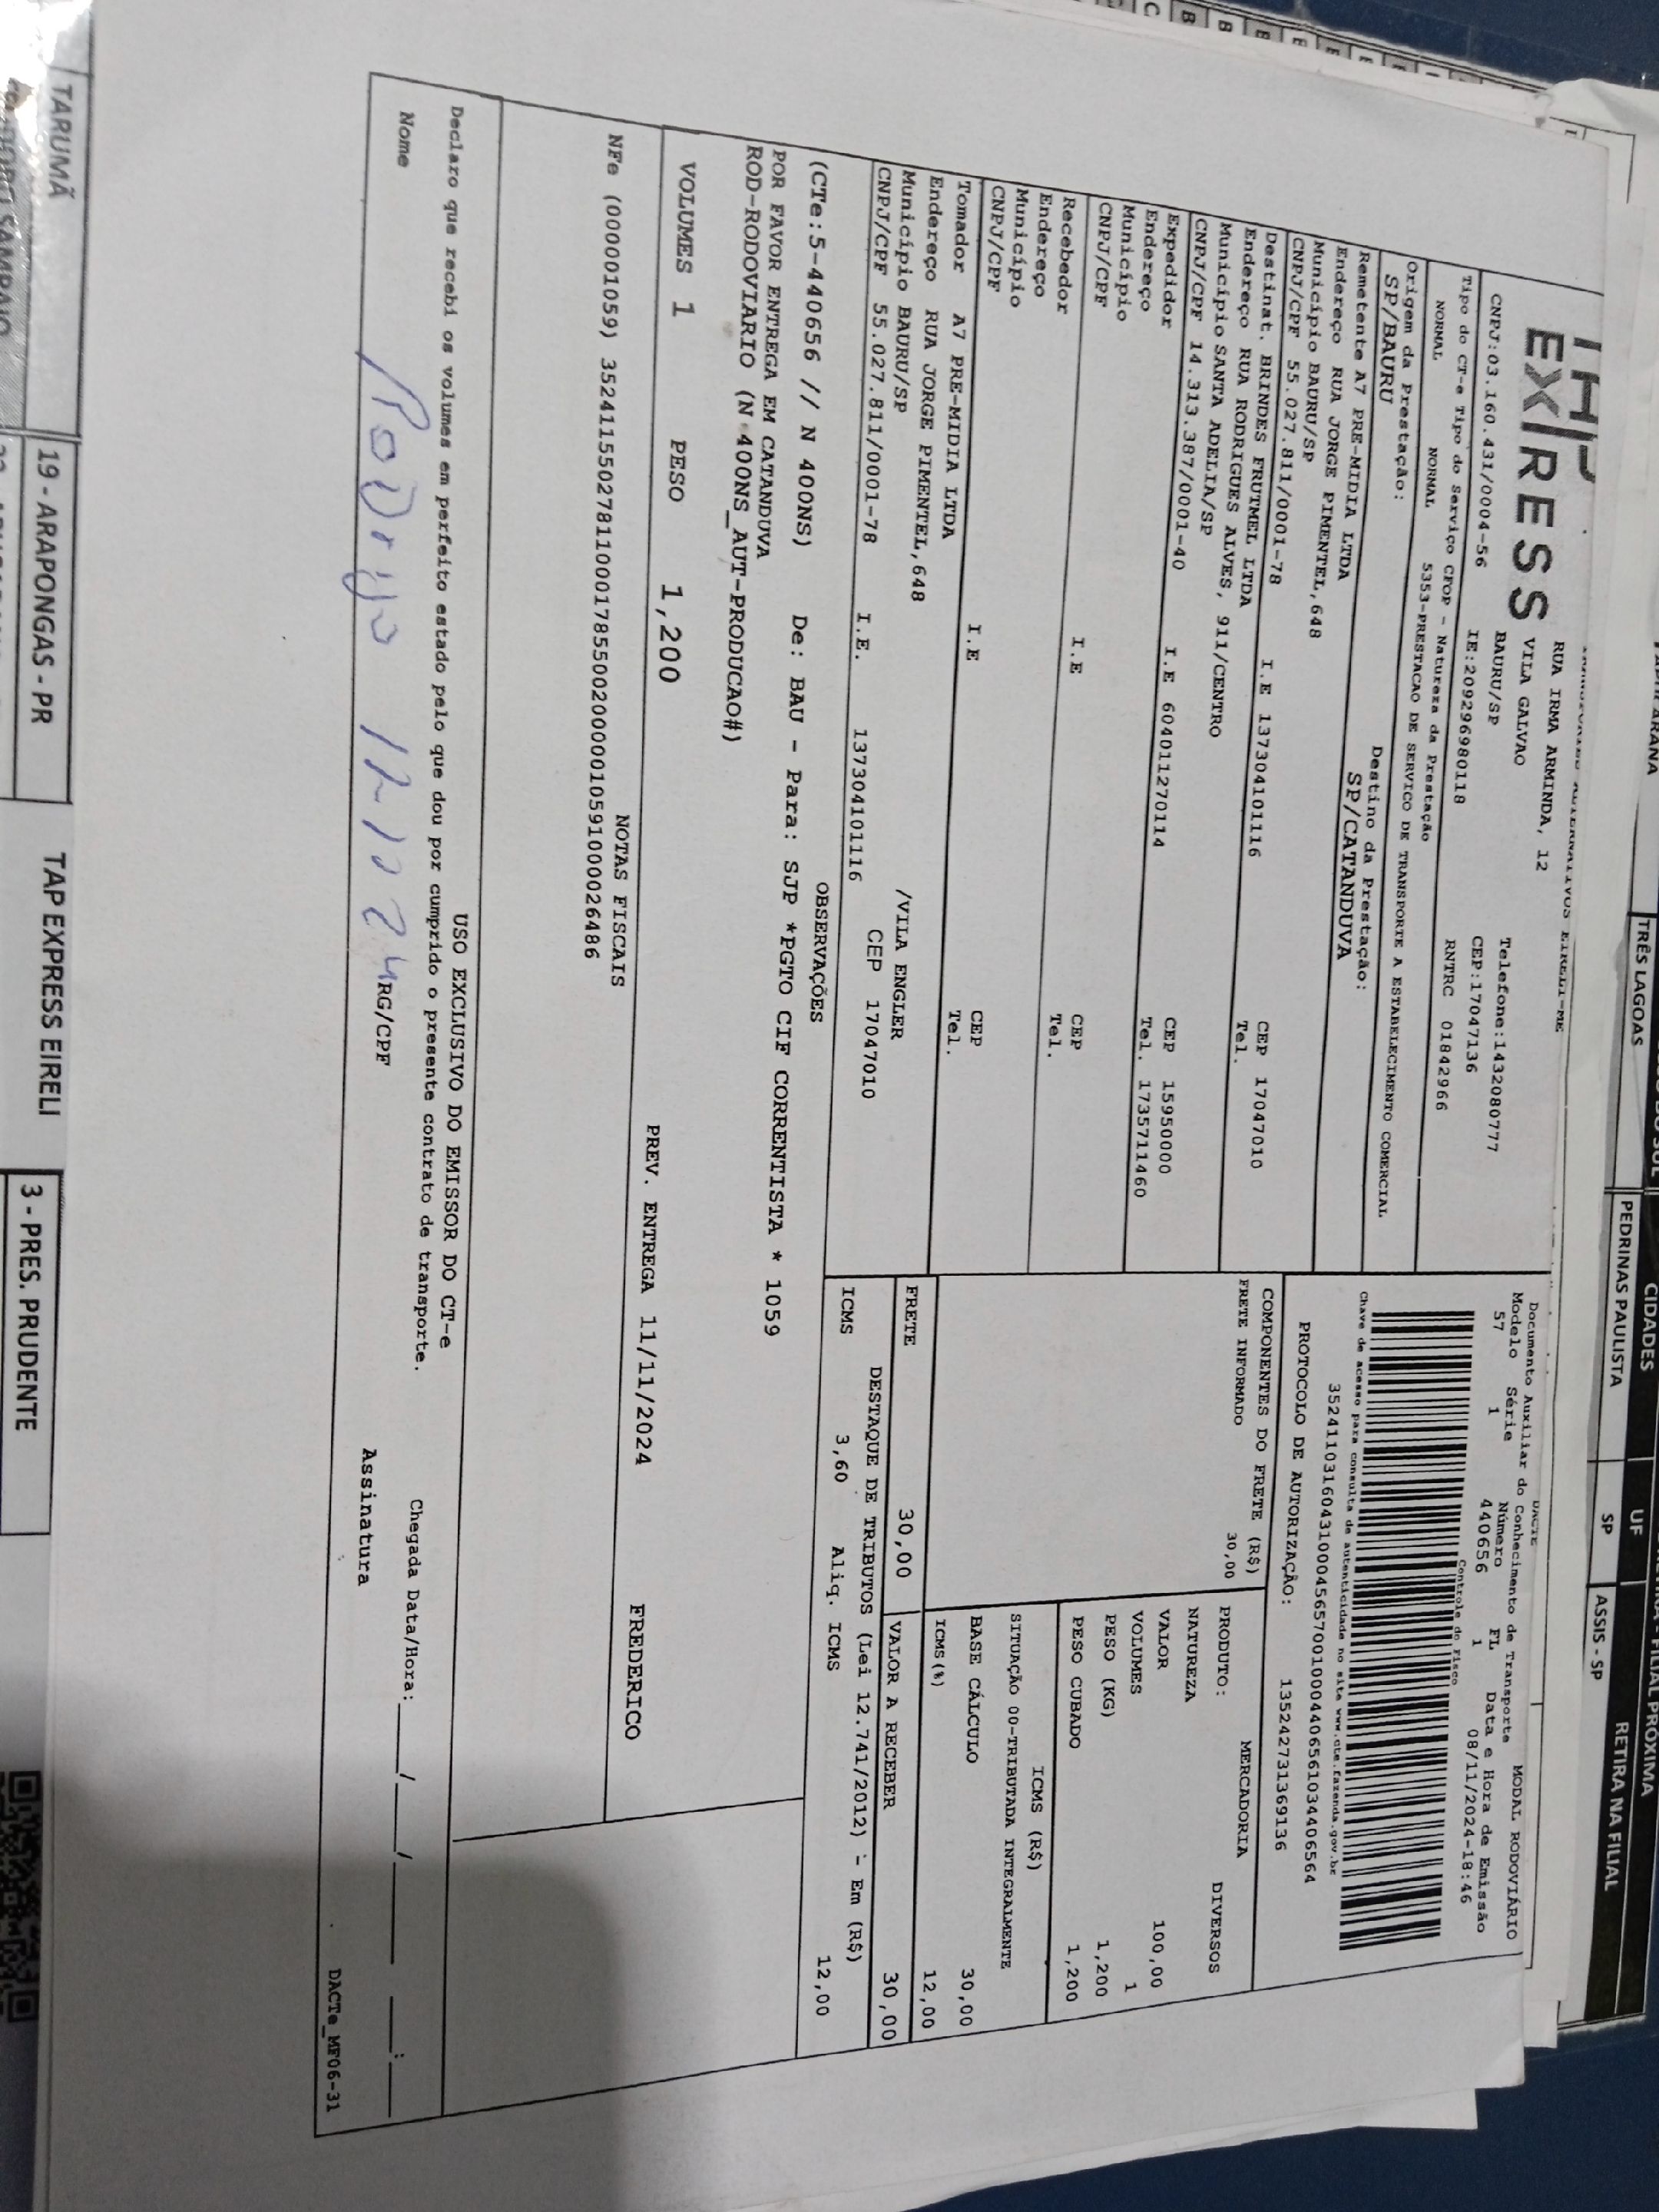 EXPRESS
RUA IRMA ARMINDA, 12
VILA GALVAO
BAURU/SP
Telefone:1432080777
CNPJ:03.160.431/0004-56
IE:209296980118
CEP:17047136
RNTRC 01842966
Tipo do CT-e Tipo do Serviço CFOP - Natureza da Prestação
NORMAL NORMAL 5353-PRESTACAO DE SERVICO DE TRANSPORTE A ESTABELECIMENTO COMERCIAL
Origem da Prestação: Destino da Prestação:
SP/BAURU SP/CATANDUVA
DACTE
Documento Auxiliar do Conhecimento de Transporte MODAL RODOVIÁRIO
Modelo Série Número FL Data e Hora de Emissão
57 1 440656 1 08/11/2024-18:46
Controle do Fisco
Chave de acesso para consulta de autenticidade no site www.cte.fazenda.gov.br
35241103160431000456570010004406561034406564
PROTOCOLO DE AUTORIZAÇÃO: 135242731369136
Remetente A7 PRE-MIDIA LTDA
Endereço RUA JORGE PIMENTEL,648
Município BAURU/SP CEP 17047010
CNPJ/CPF 55.027.811/0001-78 I.E 137304101116 Tel.
Destinat. BRINDES FRUTMEL LTDA
Endereço RUA RODRIGUES ALVES, 911/CENTRO
Município SANTA ADELIA/SP CEP 15950000
CNPJ/CPF 14.313.387/0001-40 I.E 604011270114 Tel. 1735711460
Expedidor
Endereço
Município CEP
CNPJ/CPF I.E Tel.
Recebedor
Endereço
Município CEP
CNPJ/CPF I.E Tel.
Tomador A7 PRE-MIDIA LTDA
Endereço RUA JORGE PIMENTEL,648 /VILA ENGLER
Município BAURU/SP CEP 17047010
CNPJ/CPF 55.027.811/0001-78 I.E. 137304101116
COMPONENTES DO FRETE (R$)
FRETE INFORMADO 30,00
MERCADORIA
PRODUTO: DIVERSOS
NATUREZA
VALOR 100,00
VOLUMES 1
PESO (KG) 1,200
PESO CUBADO 1,200
ICMS (R$)
SITUAÇÃO 00-TRIBUTADA INTEGRALMENTE
BASE CÁLCULO 30,00
ICMS(%) 12,00
FRETE 30,00 VALOR A RECEBER 30,00
DESTAQUE DE TRIBUTOS (Lei 12.741/2012) - Em (R$)
ICMS 3,60 Aliq. ICMS 12,00
OBSERVAÇÕES
(CTe:5-440656 // N 400NS) De: BAU - Para: SJP *PGTO CIF CORRENTISTA * 1059
POR FAVOR ENTREGA EM CATANDUVA
ROD-RODOVIARIO (N 400NS_AUT-PRODUCAO#)
VOLUMES 1 PESO 1,200 PREV. ENTREGA 11/11/2024 FREDERICO
NOTAS FISCAIS
NFe (000001059) 35241155027811000178550020000010591000026486
USO EXCLUSIVO DO EMISSOR DO CT-e
Declaro que recebi os volumes em perfeito estado pelo que dou por cumprido o presente contrato de transporte.
Chegada Data/Hora:____/____/______ ____:____
Nome Rodrigo RG/CPF Assinatura
DACTe_MF06-31
CIDADES UF
TRÊS LAGOAS
PEDRINAS PAULISTA SP ASSIS - SP
RETIRA NA FILIAL
TARUMÃ
19 - ARAPONGAS - PR TAP EXPRESS EIRELI 3 - PRES. PRUDENTE